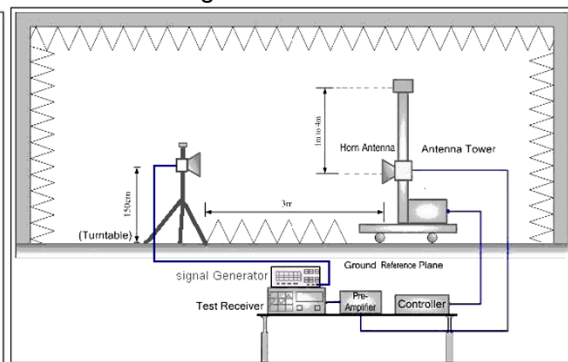 1m to 4m
Horn Antenna
Antenna Tower
150cm
3m
(Turntable)
Ground Reference Plane
signal Generator
Test Receiver
Pre-
Amplifier
Controller